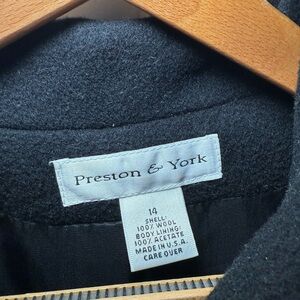 Preston & York
14
SHELL:
100% WOOL
BODY LINING:
100% ACETATE
MADE IN U.S.A.
CARE OVER